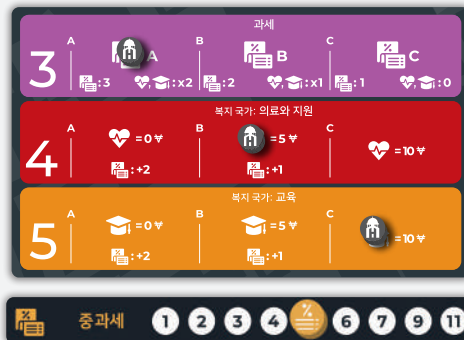 과세
3
A
A
B
B
C
C
:3
:x2
:2
:x1
:1
:0
복지 국가: 의료와 지원
4
A
=0 ₩
:+2
B
=5 ₩
:+1
C
=10 ₩
복지 국가: 교육
5
A
=0 ₩
:+2
B
=5 ₩
:+1
C
=10 ₩
중과세 1 2 3 4 6 7 9 11